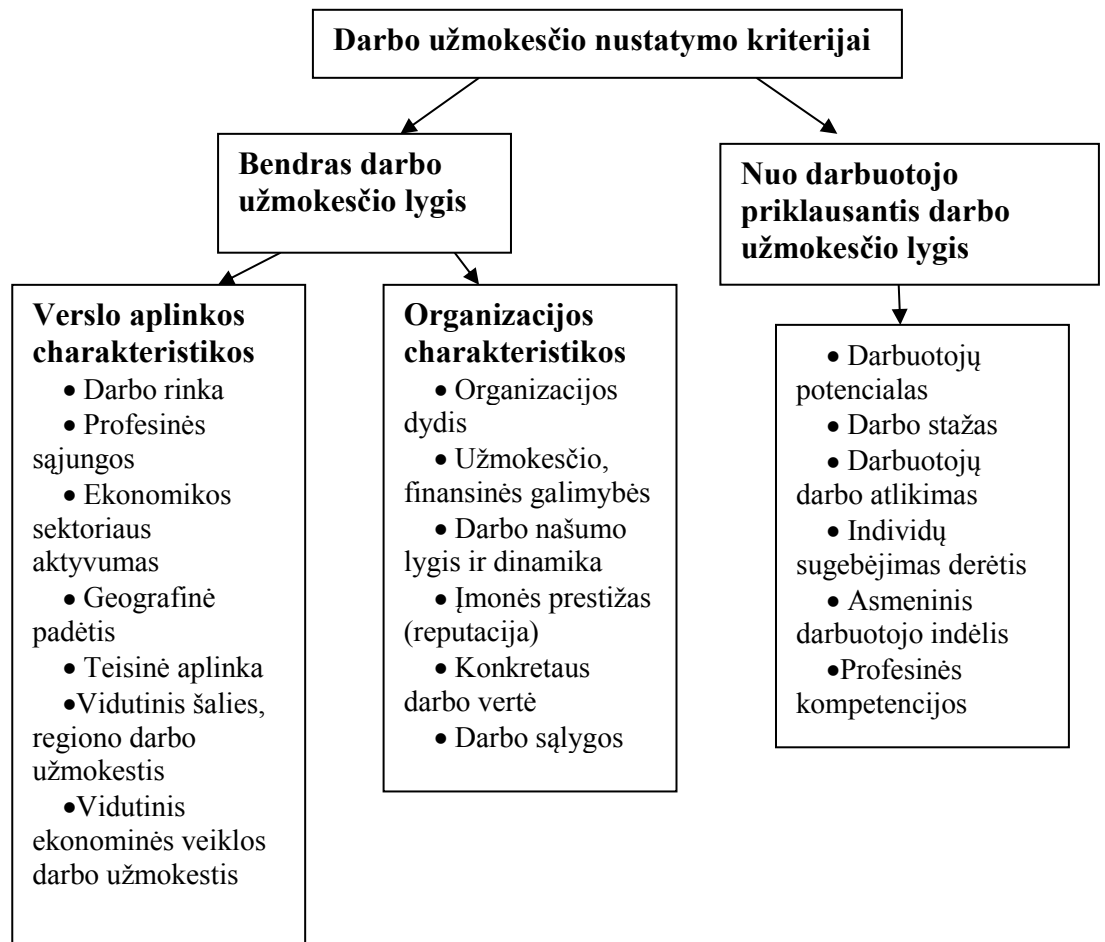 Darbo užmokesčio nustatymo kriterijai
Bendras darbo
užmokesčio lygis
Nuo darbuotojo
priklausantis darbo
užmokesčio lygis
Verslo aplinkos
charakteristikos
• Darbo rinka
• Profesinės
sąjungos
• Ekonomikos
sektoriaus
aktyvumas
• Geografinė
padėtis
• Teisinė aplinka
•Vidutinis šalies,
regiono darbo
užmokestis
•Vidutinis
ekonominės veiklos
darbo užmokestis
Organizacijos
charakteristikos
• Organizacijos
dydis
• Užmokesčio,
finansinės galimybės
• Darbo našumo
lygis ir dinamika
• Įmonės prestižas
(reputacija)
• Konkretaus
darbo vertė
• Darbo sąlygos
• Darbuotojų
potencialas
• Darbo stažas
• Darbuotojų
darbo atlikimas
• Individų
sugebėjimas derėtis
• Asmeninis
darbuotojo indėlis
•Profesinės
kompetencijos